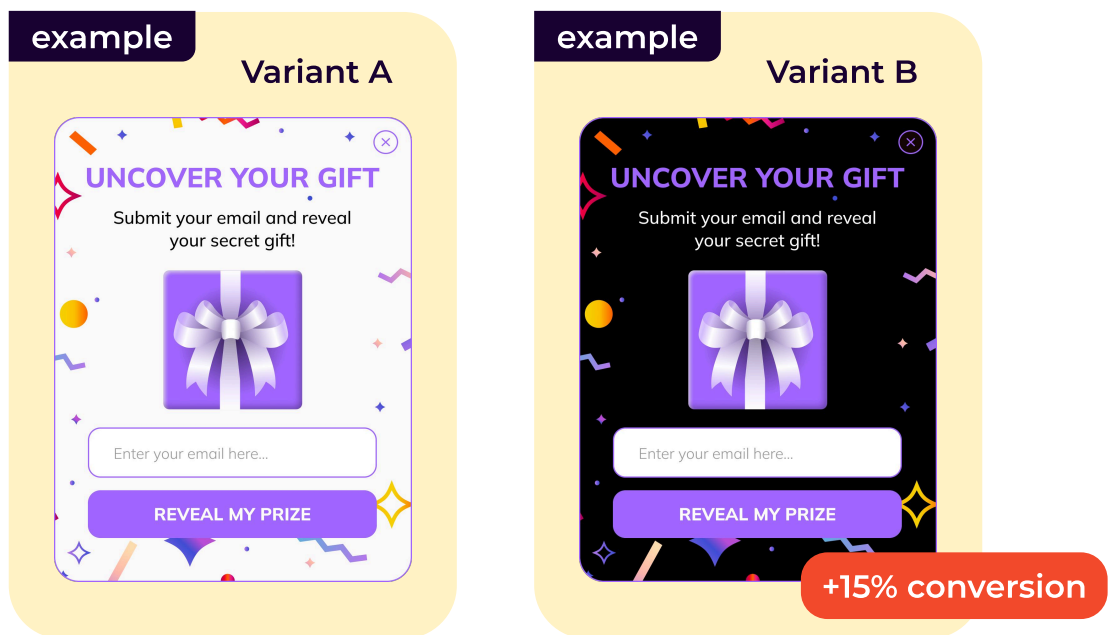 example
Variant A
UNCOVER YOUR GIFT
Submit your email and reveal
your secret gift!
Enter your email here...
REVEAL MY PRIZE
example
Variant B
UNCOVER YOUR GIFT
Submit your email and reveal
your secret gift!
Enter your email here...
REVEAL MY PRIZE
+15% conversion